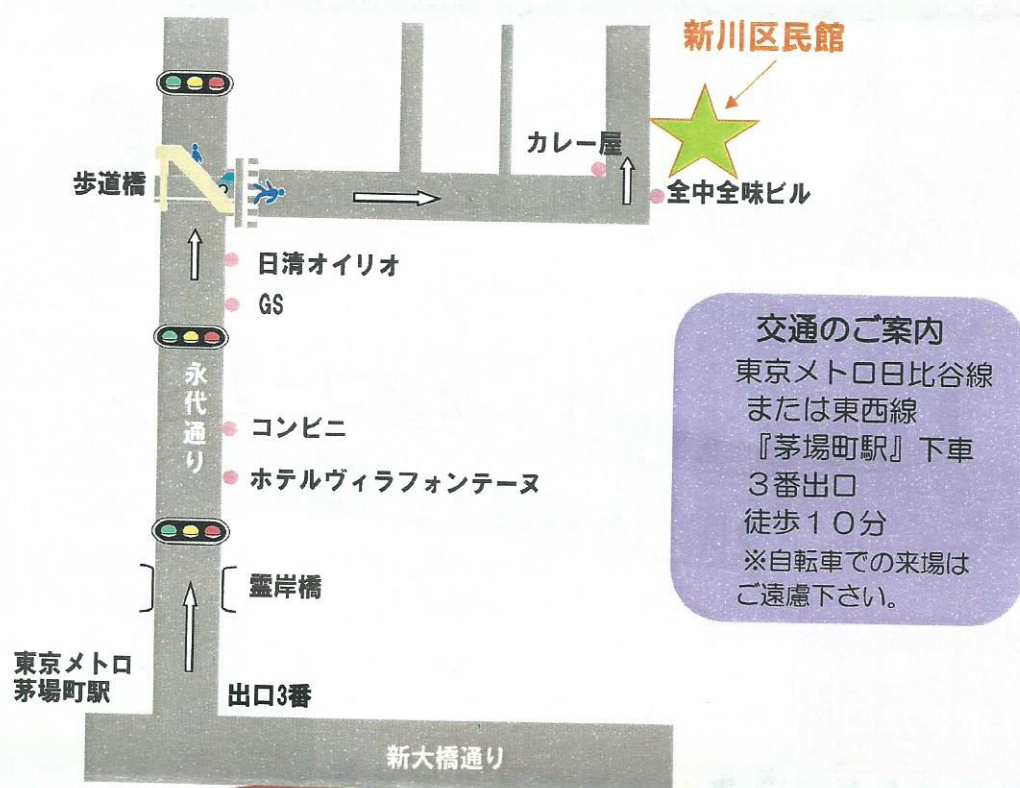 新川区民館
カレー屋
歩道橋
全中全味ビル
日清オイリオ
GS
永代通り
コンビニ
ホテルヴィラフォンテーヌ
霊岸橋
東京メトロ
茅場町駅
出口3番
新大橋通り
交通のご案内
東京メトロ日比谷線
または東西線
『茅場町駅』下車
３番出口
徒歩１０分
※自転車での来場は
ご遠慮下さい。